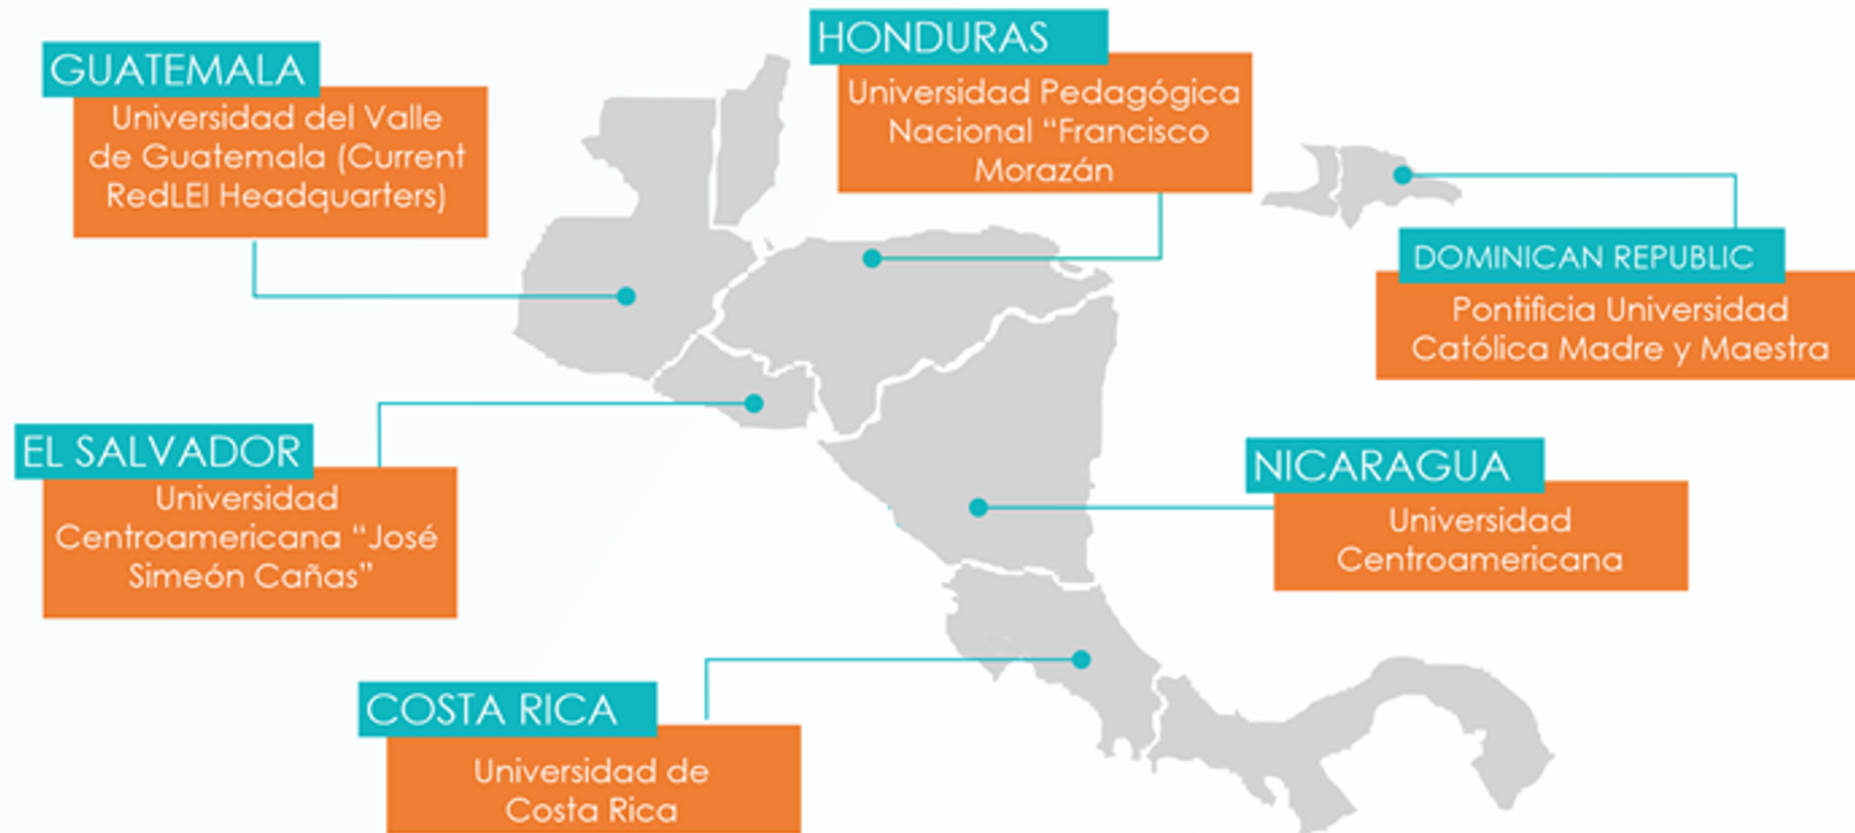 GUATEMALA
Universidad del Valle
de Guatemala (Current
RedLEI Headquarters)
HONDURAS
Universidad Pedagógica
Nacional “Francisco
Morazán
DOMINICAN REPUBLIC
Pontificia Universidad
Católica Madre y Maestra
EL SALVADOR
Universidad
Centroamericana “José
Simeón Cañas”
NICARAGUA
Universidad
Centroamericana
COSTA RICA
Universidad de
Costa Rica